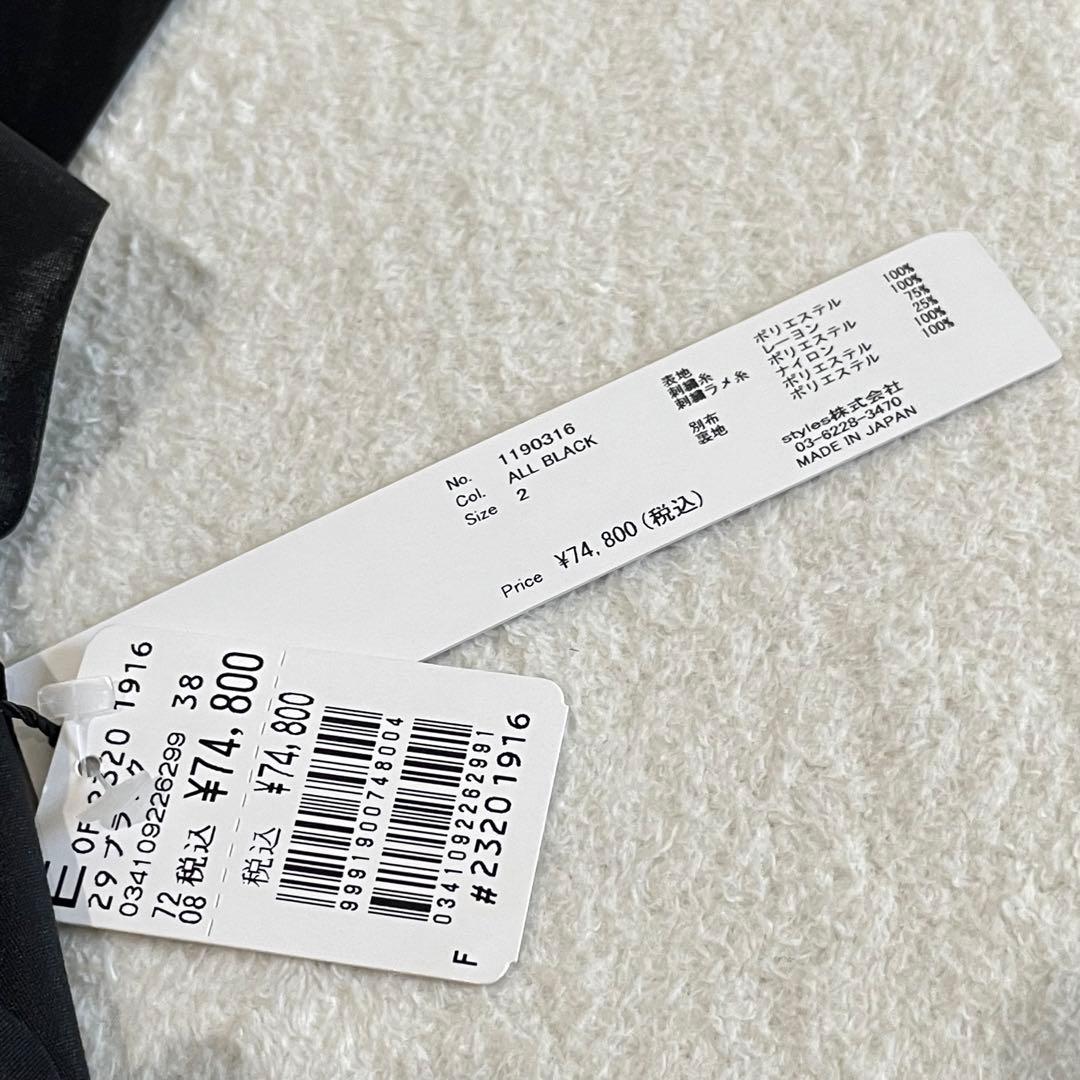 No. 1190316
Col. ALL BLACK
Size 2
表地 ポリエステル 100%
刺繍糸 レーヨン 100%
刺繍ラメ糸 ポリエステル 75%
ナイロン 25%
別布 ポリエステル 100%
裏地 ポリエステル 100%
styles株式会社
03-6228-3470
MADE IN JAPAN
Price ¥74,800(税込)
1916
29 38
034109226299
72
08 税込 ¥74,800
税込 ¥74,800
9991900748004
0341092262991
#23201916
F